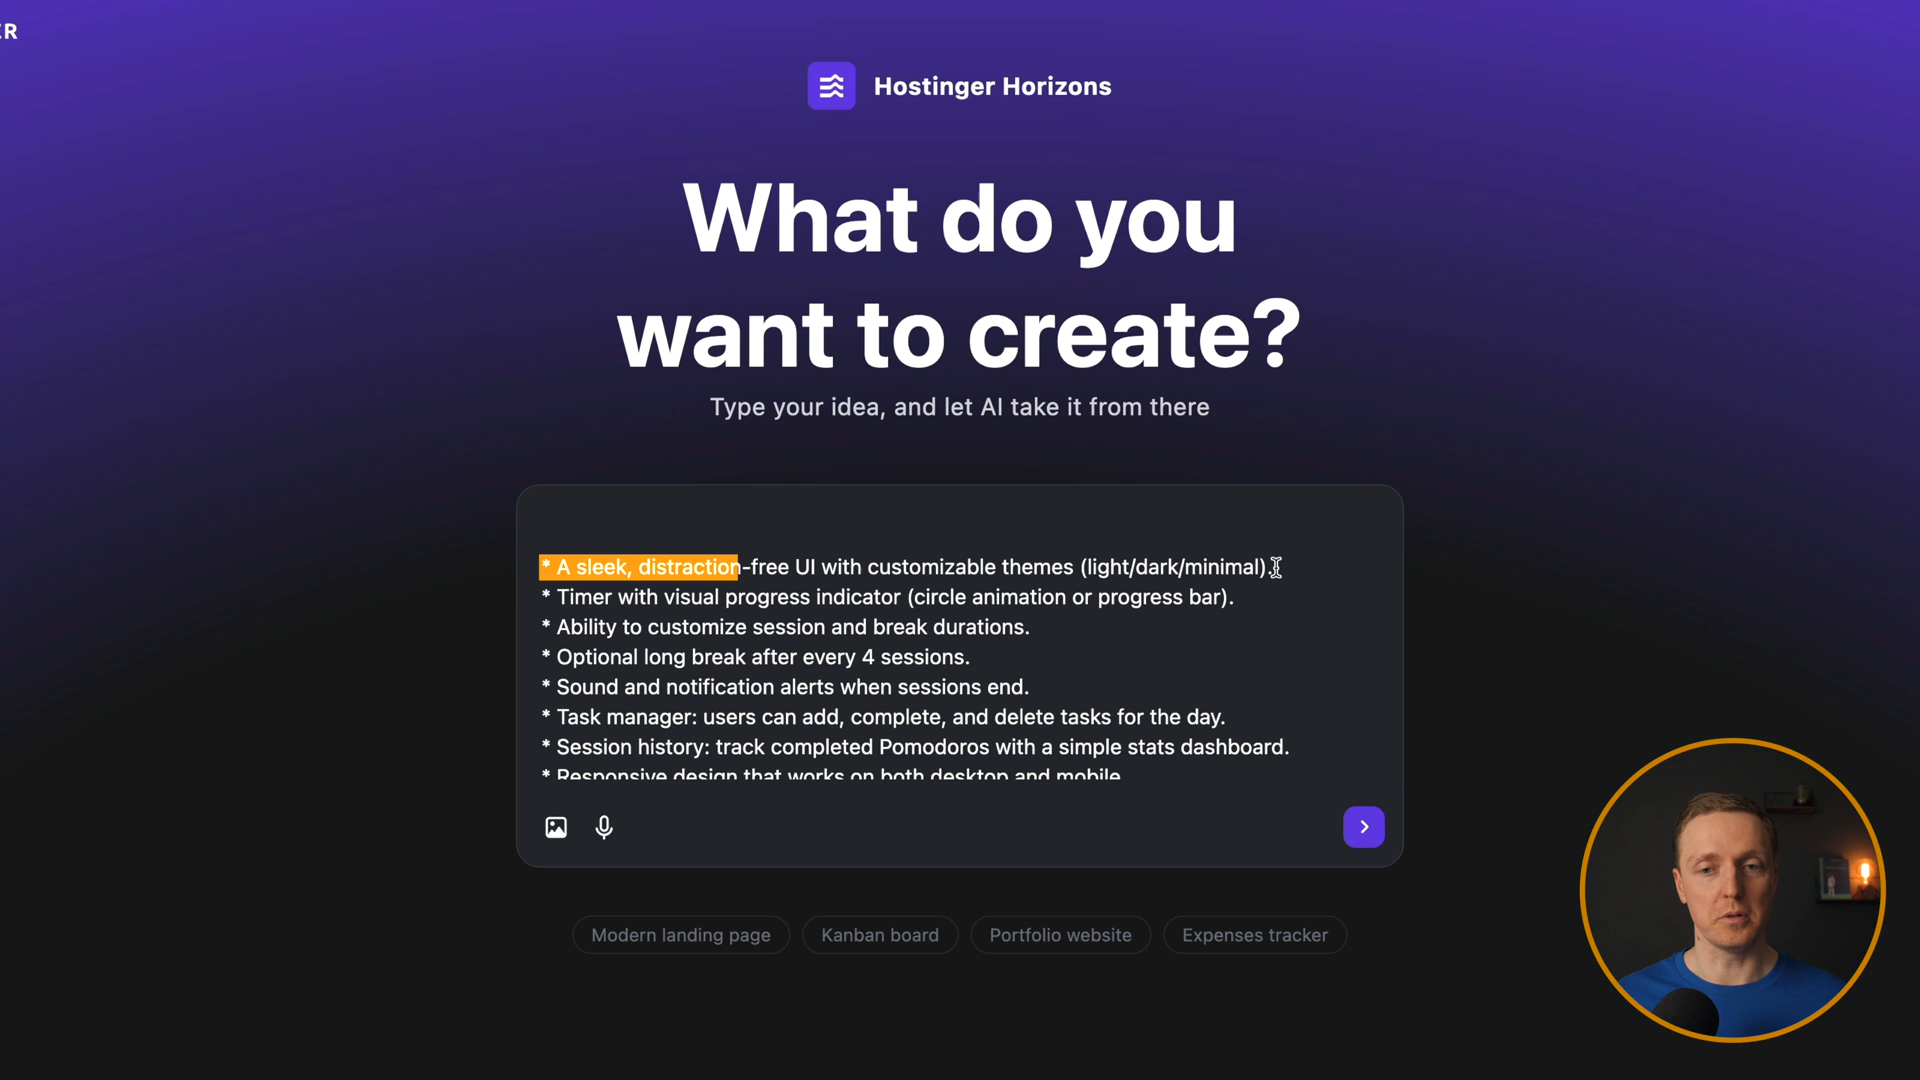 ER
Hostinger Horizons
What do you
want to create?
Type your idea, and let AI take it from there
* A sleek, distraction-free UI with customizable themes (light/dark/minimal).
* Timer with visual progress indicator (circle animation or progress bar).
* Ability to customize session and break durations.
* Optional long break after every 4 sessions.
* Sound and notification alerts when sessions end.
* Task manager: users can add, complete, and delete tasks for the day.
* Session history: track completed Pomodoros with a simple stats dashboard.
* Responsive design that works on both desktop and mobile
Modern landing page
Kanban board
Portfolio website
Expenses tracker